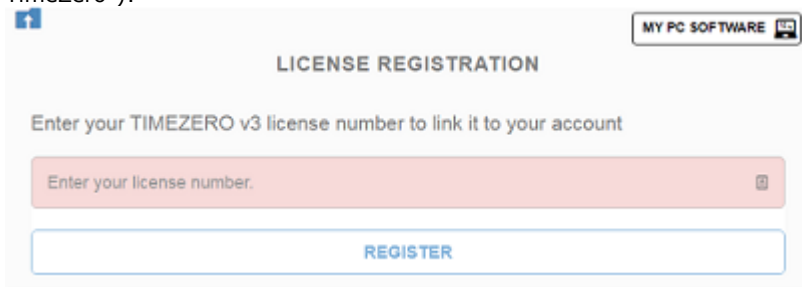 TimeZero").
MY PC SOFTWARE
LICENSE REGISTRATION
Enter your TIMEZERO v3 license number to link it to your account
Enter your license number.
REGISTER